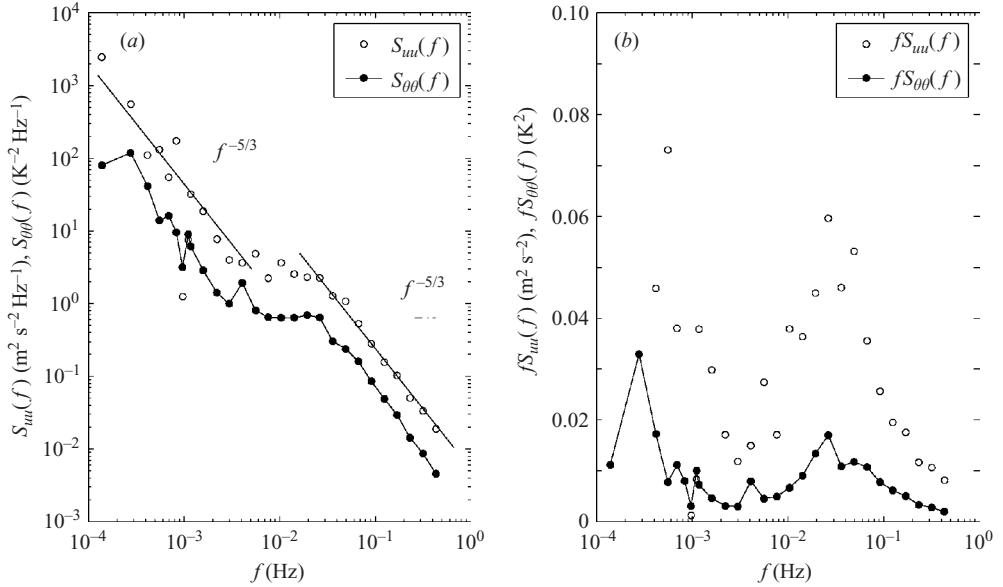 (a)
S_uu(f)
S_θθ(f)
f^−5/3
f^−5/3
10^4
10^3
10^2
10^1
10^0
10^−1
10^−2
10^−3
10^−4
10^−3
10^−2
10^−1
10^0
f (Hz)
S_uu(f) (m^2 s^−2 Hz^−1), S_θθ(f) (K^−2 Hz^−1)
(b)
fS_uu(f)
fS_θθ(f)
0.10
0.08
0.06
0.04
0.02
0
10^−4
10^−3
10^−2
10^−1
10^0
f (Hz)
fS_uu(f) (m^2 s^−2), fS_θθ(f) (K^2)